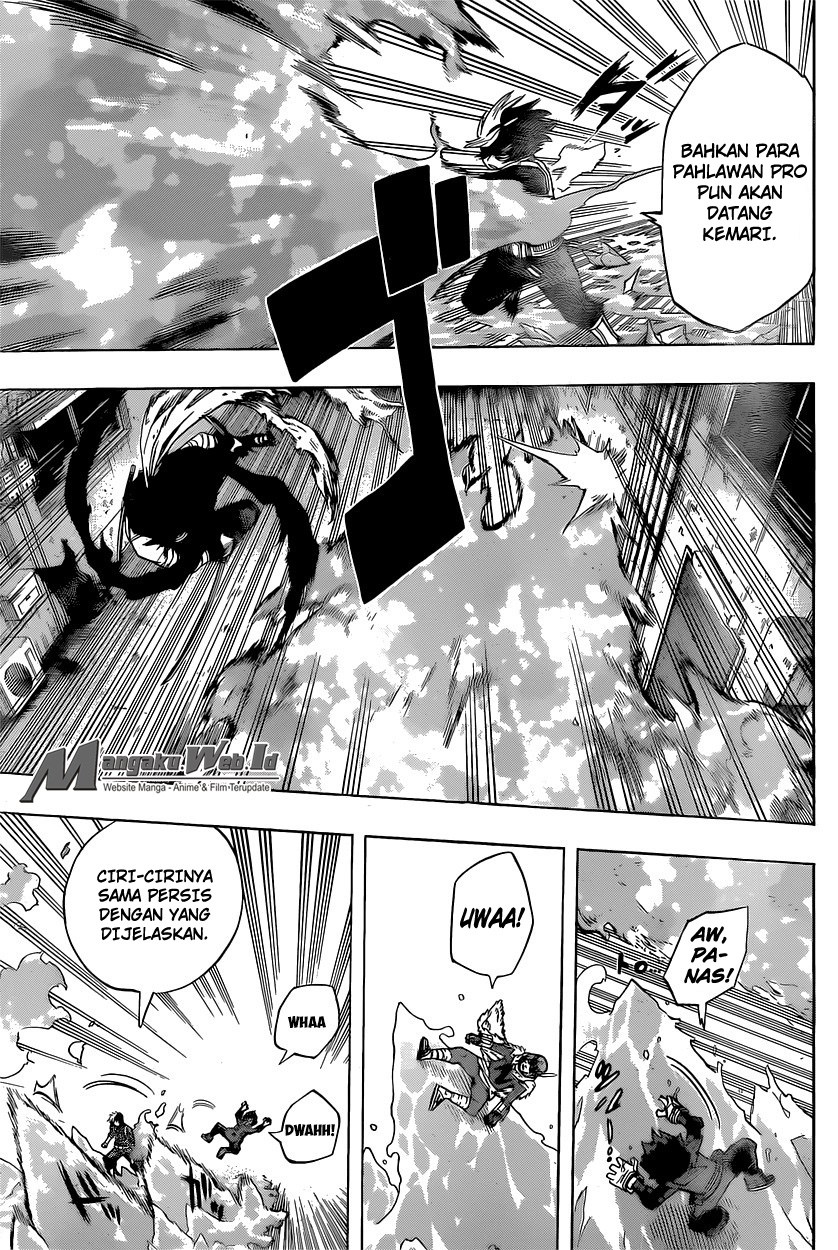 BAHKAN PARA
PAHLAWAN PRO
PUN AKAN
DATANG
KEMARI.
Mangaku Web.Id
Website Manga - Anime & Film Terupdate
AW,
PA-
NAS!
UWAA!
CIRI-CIRINYA
SAMA PERSIS
DENGAN YANG
DIJELASKAN.
WHAA
DWAHH!